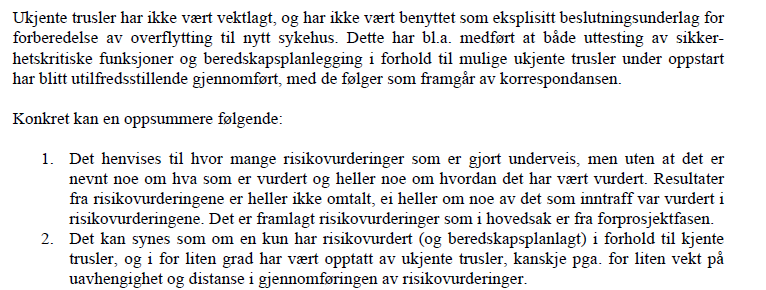 Ukjente trusler har ikke vært vektlagt, og har ikke vært benyttet som eksplisitt beslutningsunderlag for
forberedelse av overflytting til nytt sykehus. Dette har bl.a. medført at både uttesting av sikker-
hetskritiske funksjoner og beredskapsplanlegging i forhold til mulige ukjente trusler under oppstart
har blitt utilfredsstillende gjennomført, med de følger som framgår av korrespondansen.
Konkret kan en oppsummere følgende:
1. Det henvises til hvor mange risikovurderinger som er gjort underveis, men uten at det er
nevnt noe om hva som er vurdert og heller noe om hvordan det har vært vurdert. Resultater
fra risikovurderingene er heller ikke omtalt, ei heller om noe av det som inntraff var vurdert i
risikovurderingene. Det er framlagt risikovurderinger som i hovedsak er fra forprosjektfasen.
2. Det kan synes som om en kun har risikovurdert (og beredskapsplanlagt) i forhold til kjente
trusler, og i for liten grad har vært opptatt av ukjente trusler, kanskje pga. for liten vekt på
uavhengighet og distanse i gjennomføringen av risikovurderinger.